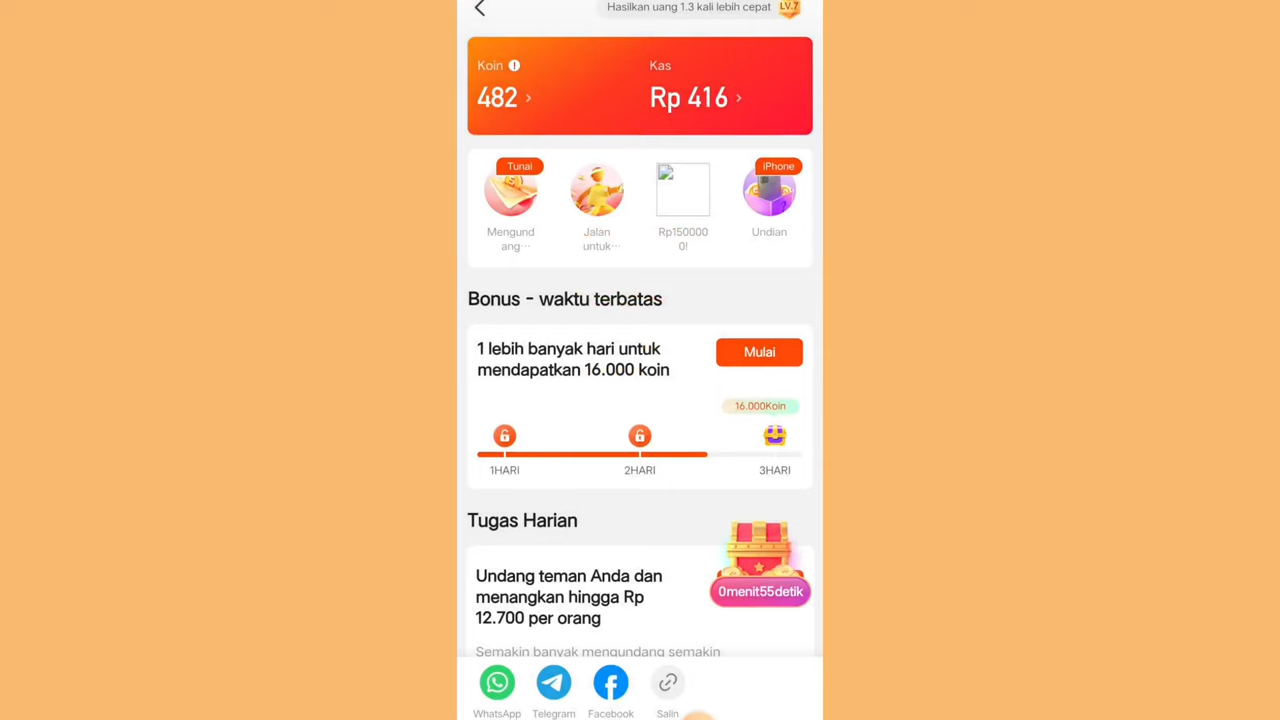 Hasilkan uang 1.3 kali lebih cepat
LV.7
Koin
Kas
482
Rp 416
Tunai
iPhone
Mengund
ang...
Jalan
untuk...
Rp150000
0!
Undian
Bonus - waktu terbatas
1 lebih banyak hari untuk
mendapatkan 16.000 koin
Mulai
16.000Koin
1HARI
2HARI
3HARI
Tugas Harian
Undang teman Anda dan
menangkan hingga Rp
12.700 per orang
0menit55detik
Semakin banyak mengundang semakin
WhatsApp
Telegram
Facebook
Salin